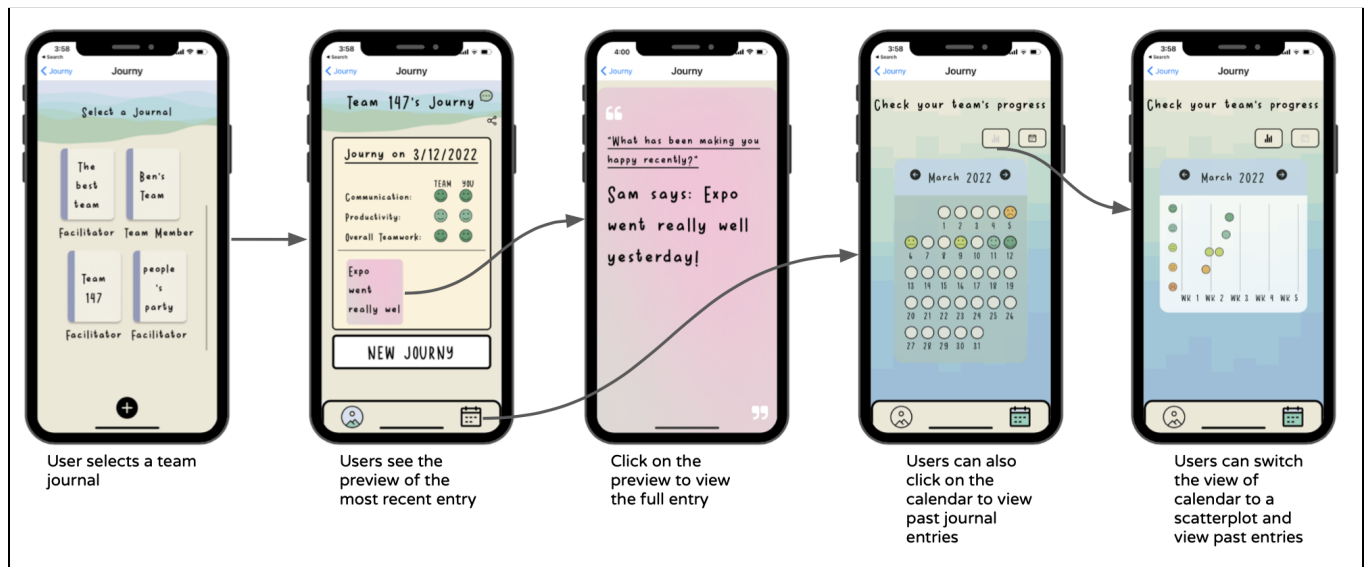 3:58
Search
Journy
Journy
Select a Journal
The
best
team
Facilitator
Ben's
Team
Team Member
Team
147
Facilitator
people
's
party
Facilitator
User selects a team
journal
3:58
Search
Journy
Journy
Team 147's Journy
Journy on 3/12/2022
TEAM YOU
Communication:
Productivity:
Overall Teamwork:
Expo
went
really wel
NEW JOURNY
Users see the
preview of the
most recent entry
4:00
Journy
Journy
“
"What has been making you
happy recently?"
Sam says: Expo
went really well
yesterday!
”
Click on the
preview to view
the full entry
3:58
Search
Journy
Journy
Check your team's progress
March 2022
1 2 3 4 5
6 7 8 9 10 11 12
13 14 15 16 17 18 19
20 21 22 23 24 25 26
27 28 29 30 31
Users can also
click on the
calendar to view
past journal
entries
3:58
Search
Journy
Journy
Check your team's progress
March 2022
WK 1 WK 2 WK 3 WK 4 WK 5
Users can switch
the view of
calendar to a
scatterplot and
view past entries